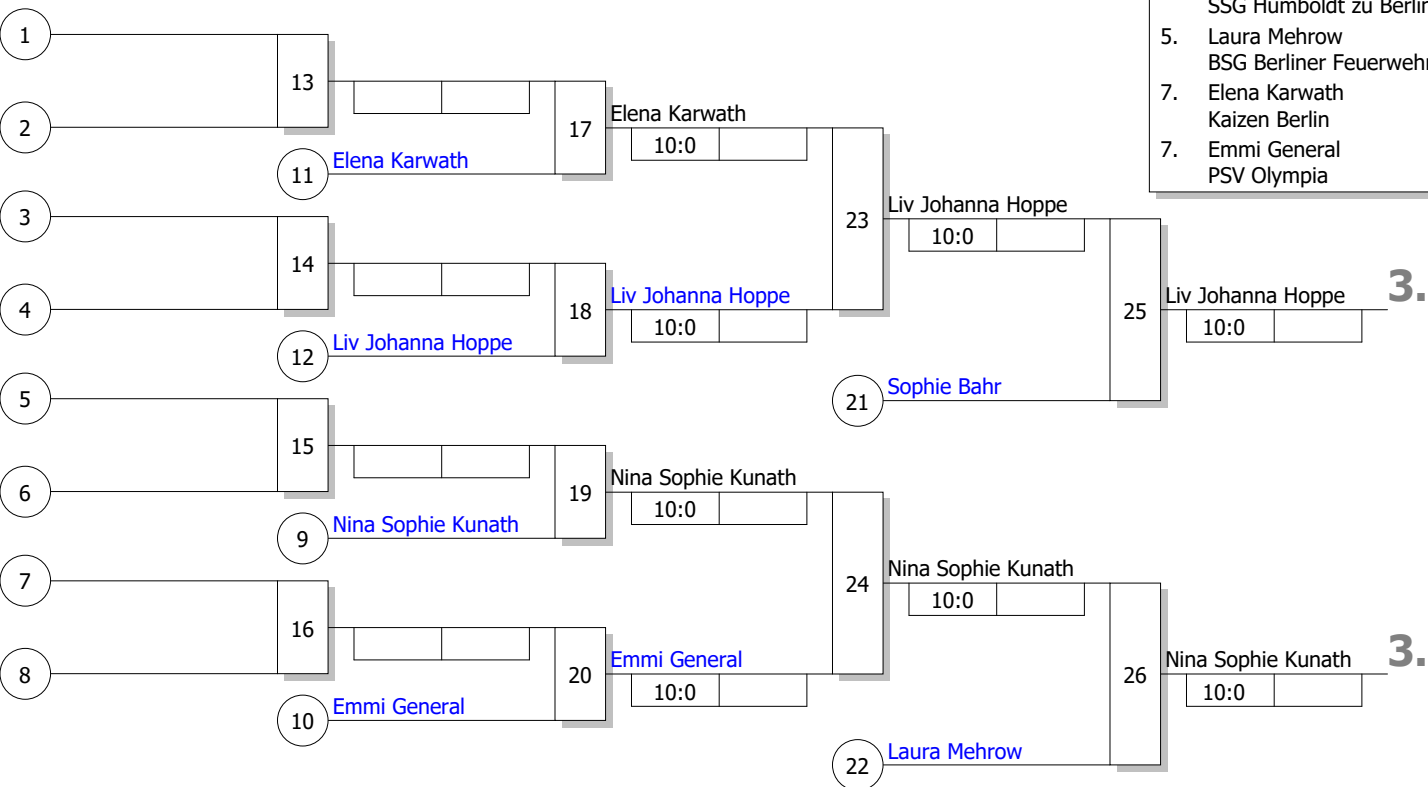 SSG Humboldt zu Berlin
5. Laura Mehrow
BSG Berliner Feuerwehr
7. Elena Karwath
Kaizen Berlin
7. Emmi General
PSV Olympia
1
2
13
11
Elena Karwath
17
Elena Karwath
10:0
3
4
14
12
Liv Johanna Hoppe
18
Liv Johanna Hoppe
10:0
23
Liv Johanna Hoppe
10:0
21
Sophie Bahr
25
Liv Johanna Hoppe
10:0
3.
5
6
15
9
Nina Sophie Kunath
19
Nina Sophie Kunath
10:0
7
8
16
10
Emmi General
20
Emmi General
10:0
24
Nina Sophie Kunath
10:0
22
Laura Mehrow
26
Nina Sophie Kunath
10:0
3.